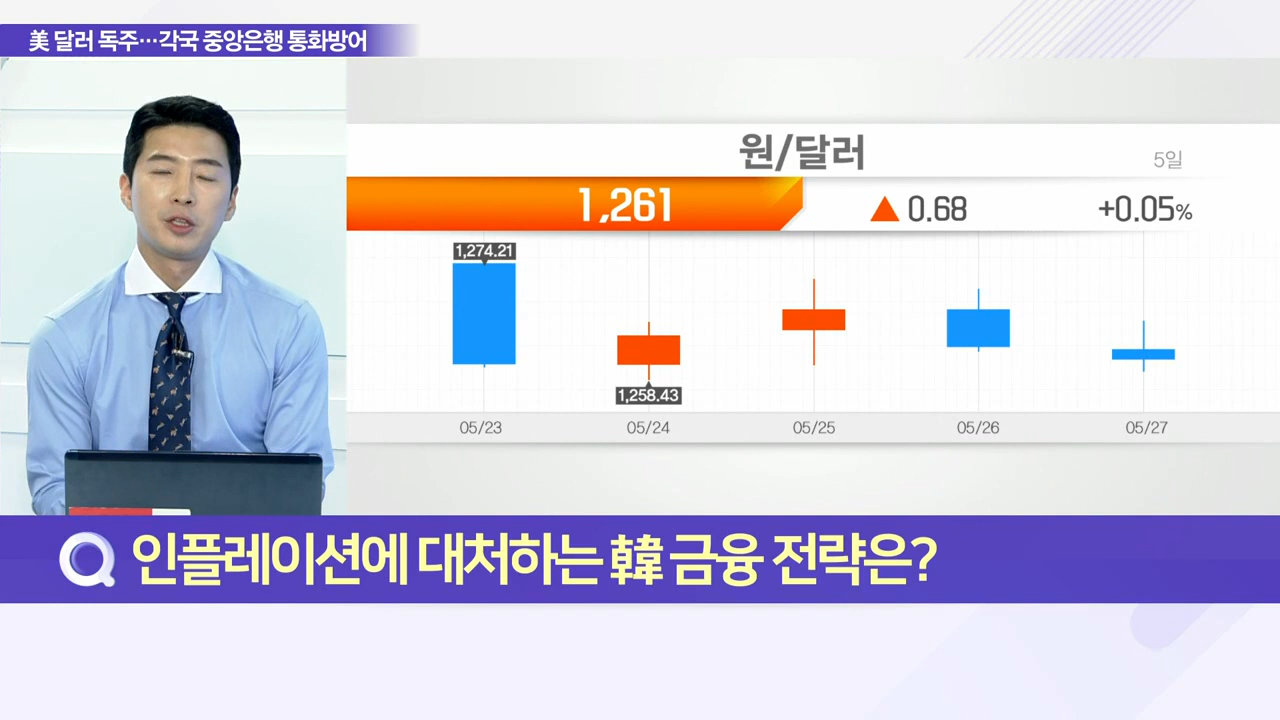 美 달러 독주…각국 중앙은행 통화방어
원/달러
5일
1,261 ▲ 0.68 +0.05%
1,274.21
1,258.43
05/23 05/24 05/25 05/26 05/27
Q 인플레이션에 대처하는 韓 금융 전략은?